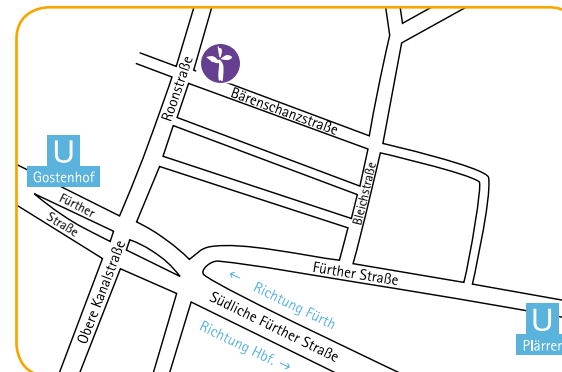 Roonstraße
Bärenschanzstraße
U
Gostenhof
Fürther
Straße
Bleichstraße
Obere Kanalstraße
Fürther Straße
← Richtung Fürth
Südliche Fürther Straße
Richtung Hbf. →
U
Plärrer